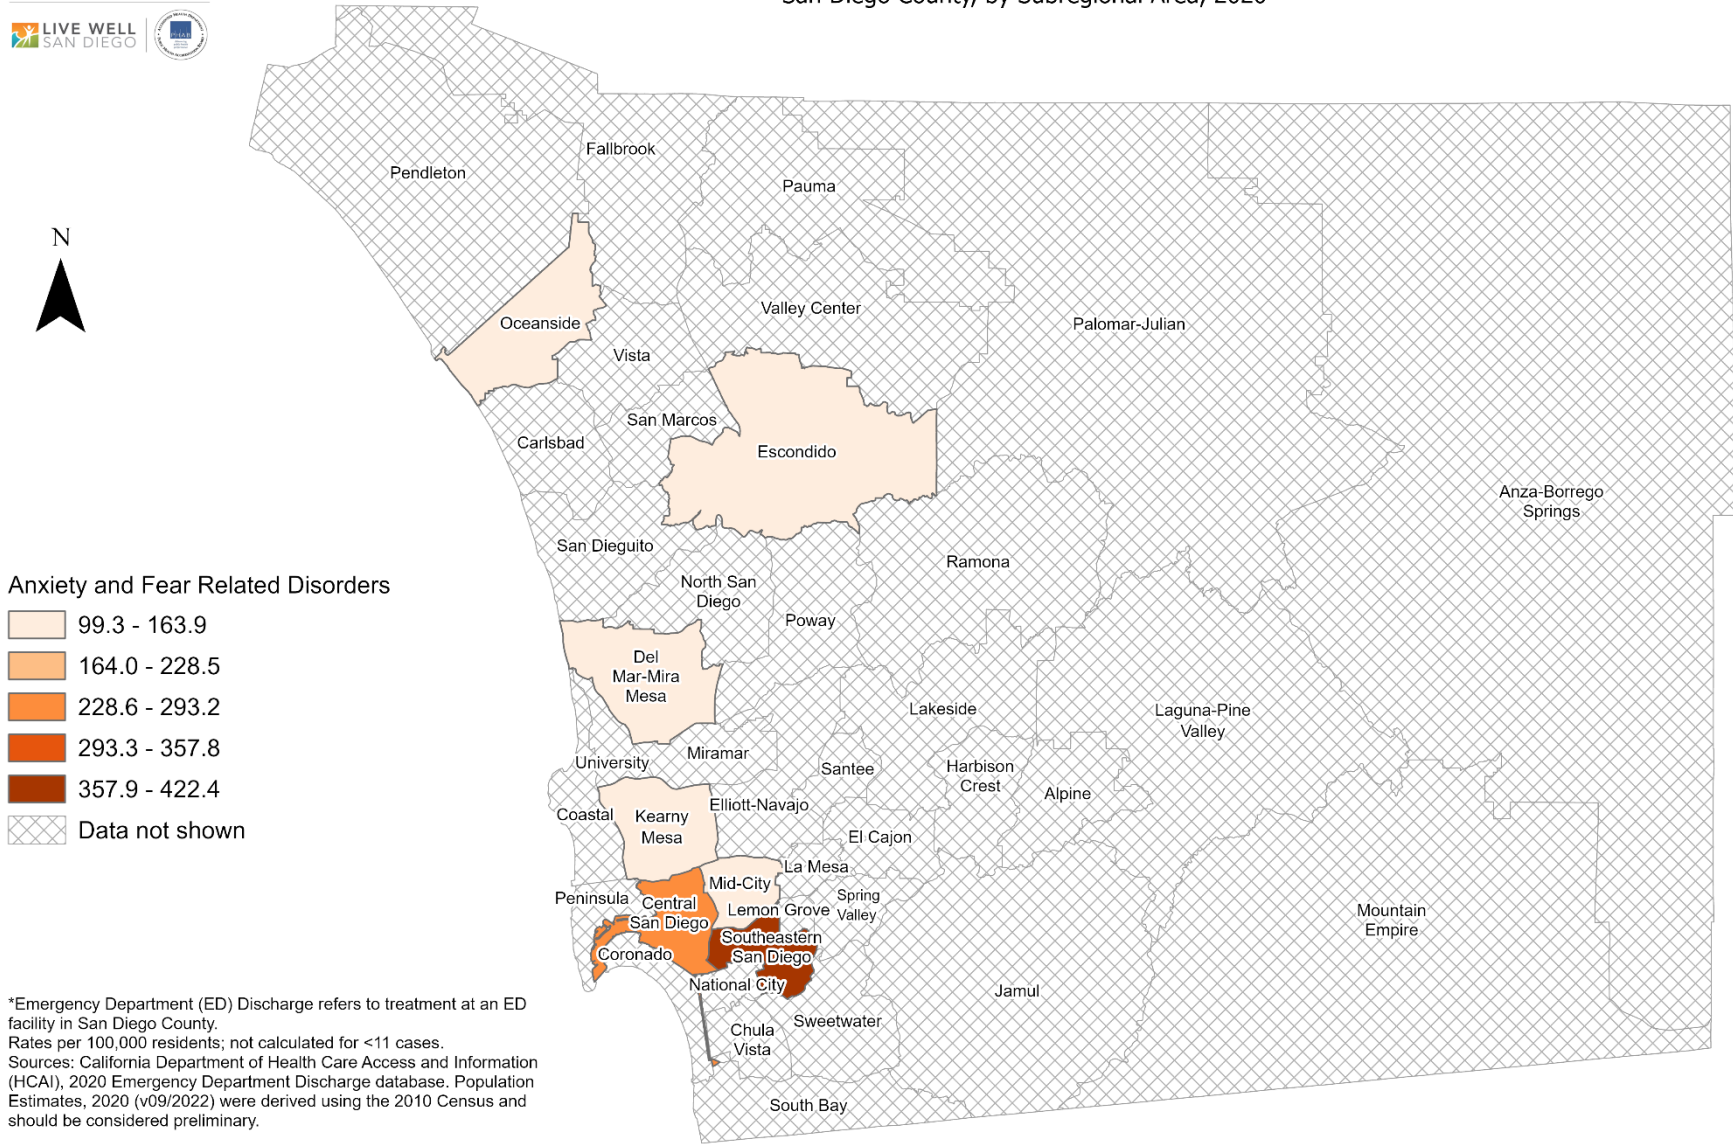 San Diego County, by Subregional Area, 2020
LIVE WELL
SAN DIEGO
PHAB
N
Fallbrook
Pendleton
Pauma
Oceanside
Valley Center
Palomar-Julian
Vista
San Marcos
Carlsbad
Escondido
Anza-Borrego
Springs
San Dieguito
Ramona
North San
Diego
Poway
Del
Mar-Mira
Mesa
Lakeside
Laguna-Pine
Valley
Miramar
University
Santee
Harbison
Crest
Alpine
Elliott-Navajo
Coastal
Kearny
Mesa
El Cajon
La Mesa
Mid-City
Peninsula
Central
San Diego
Spring
Valley
Lemon Grove
Mountain
Empire
Southeastern
San Diego
Coronado
National City
Jamul
Sweetwater
Chula
Vista
South Bay
Anxiety and Fear Related Disorders
99.3 - 163.9
164.0 - 228.5
228.6 - 293.2
293.3 - 357.8
357.9 - 422.4
Data not shown
*Emergency Department (ED) Discharge refers to treatment at an ED
facility in San Diego County.
Rates per 100,000 residents; not calculated for <11 cases.
Sources: California Department of Health Care Access and Information
(HCAI), 2020 Emergency Department Discharge database. Population
Estimates, 2020 (v09/2022) were derived using the 2010 Census and
should be considered preliminary.